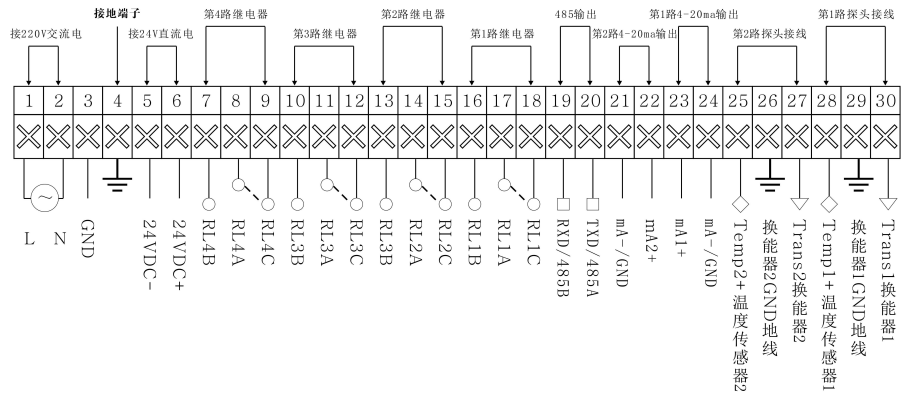 接地端子
第4路继电器
第2路继电器
485输出
第1路4-20ma输出
第1路探头接线
接220V交流电
接24V直流电
第3路继电器
第1路继电器
第2路4-20ma输出
第2路探头接线
1 2 3 4 5 6 7 8 9 10 11 12 13 14 15 16 17 18 19 20 21 22 23 24 25 26 27 28 29 30
~
L
N
GND
24VDC-
24VDC+
RL4B
RL4A
RL4C
RL3B
RL3A
RL3C
RL3B
RL2A
RL2C
RL1B
RL1A
RL1C
RXD/485B
TXD/485A
mA-/GND
mA2+
mA1+
mA-/GND
Temp2+温度传感器2
换能器2GND地线
Trans2换能器2
Temp1+温度传感器1
换能器1GND地线
Trans1换能器1